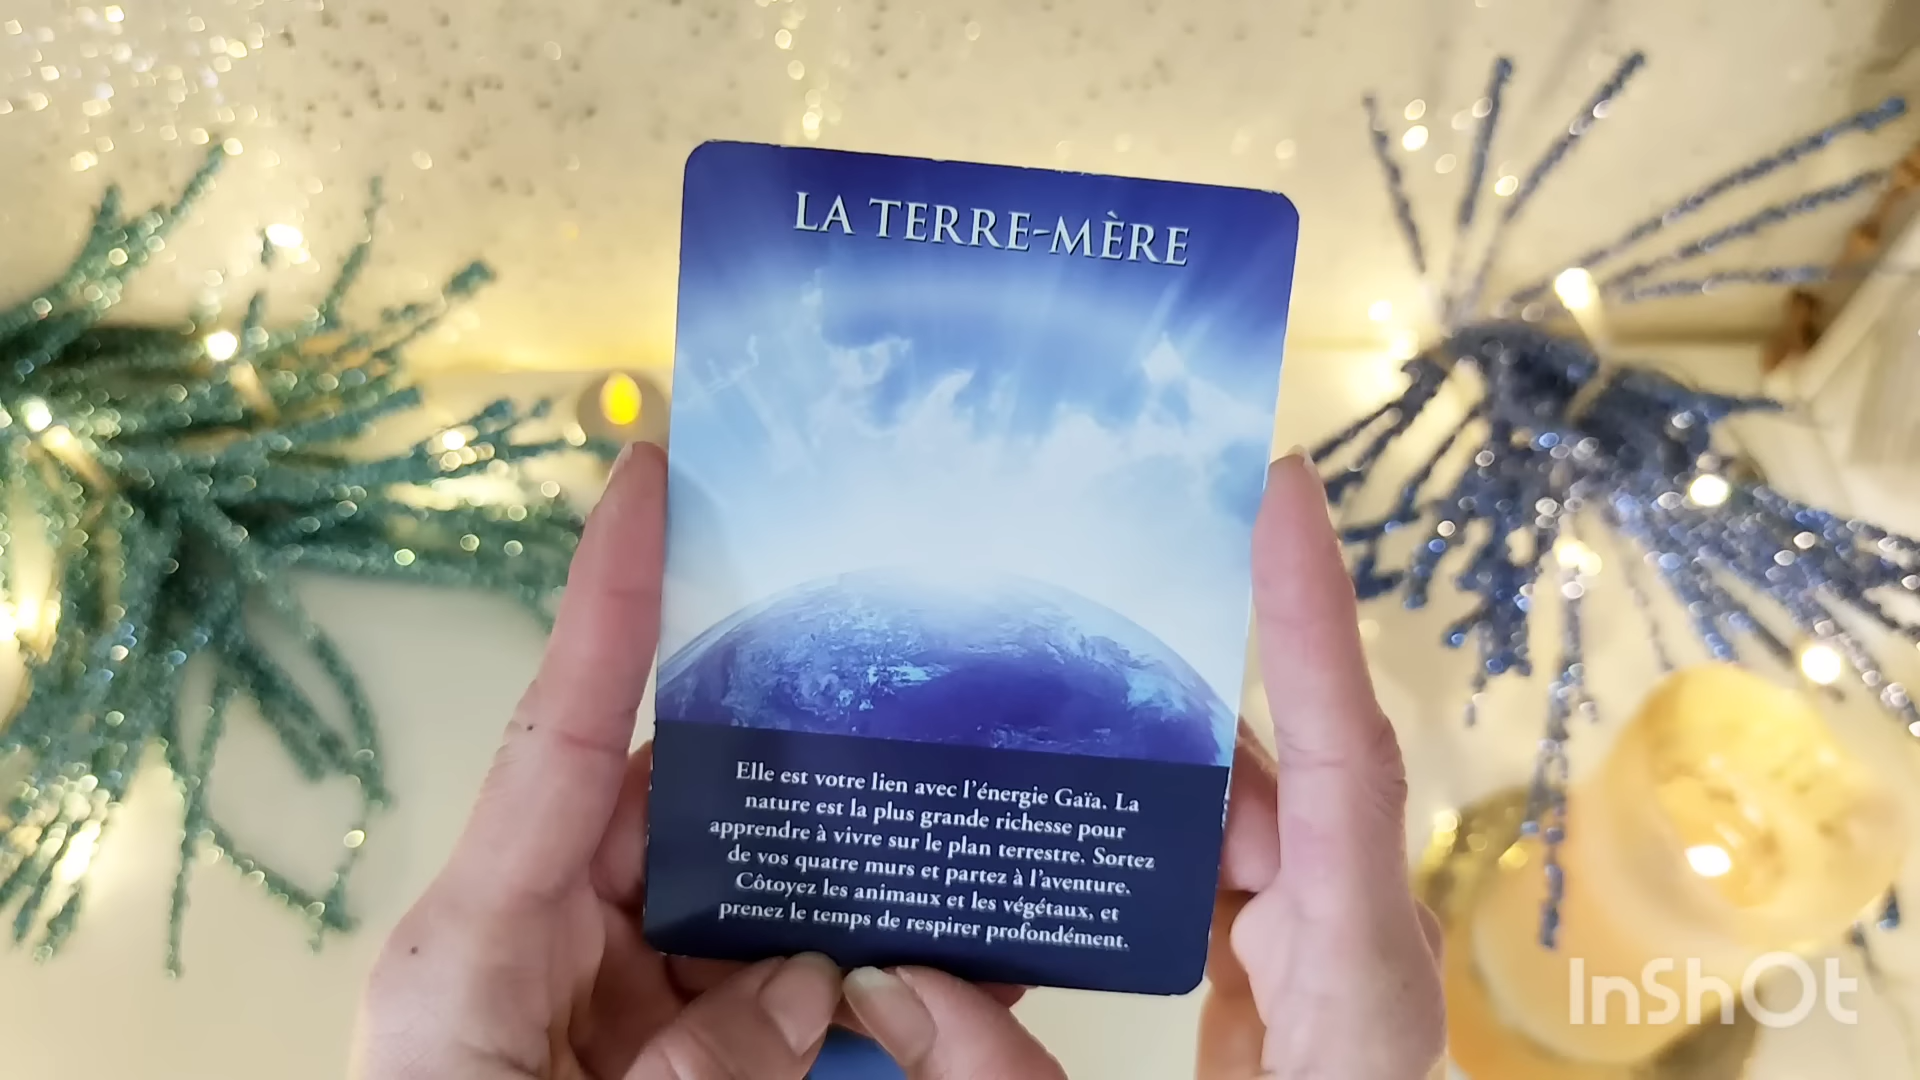 LA TERRE-MÈRE
Elle est votre lien avec l'énergie Gaïa. La
nature est la plus grande richesse pour
apprendre à vivre sur le plan terrestre. Sortez
de vos quatre murs et partez à l'aventure.
Côtoyez les animaux et les végétaux, et
prenez le temps de respirer profondément.
InShOt